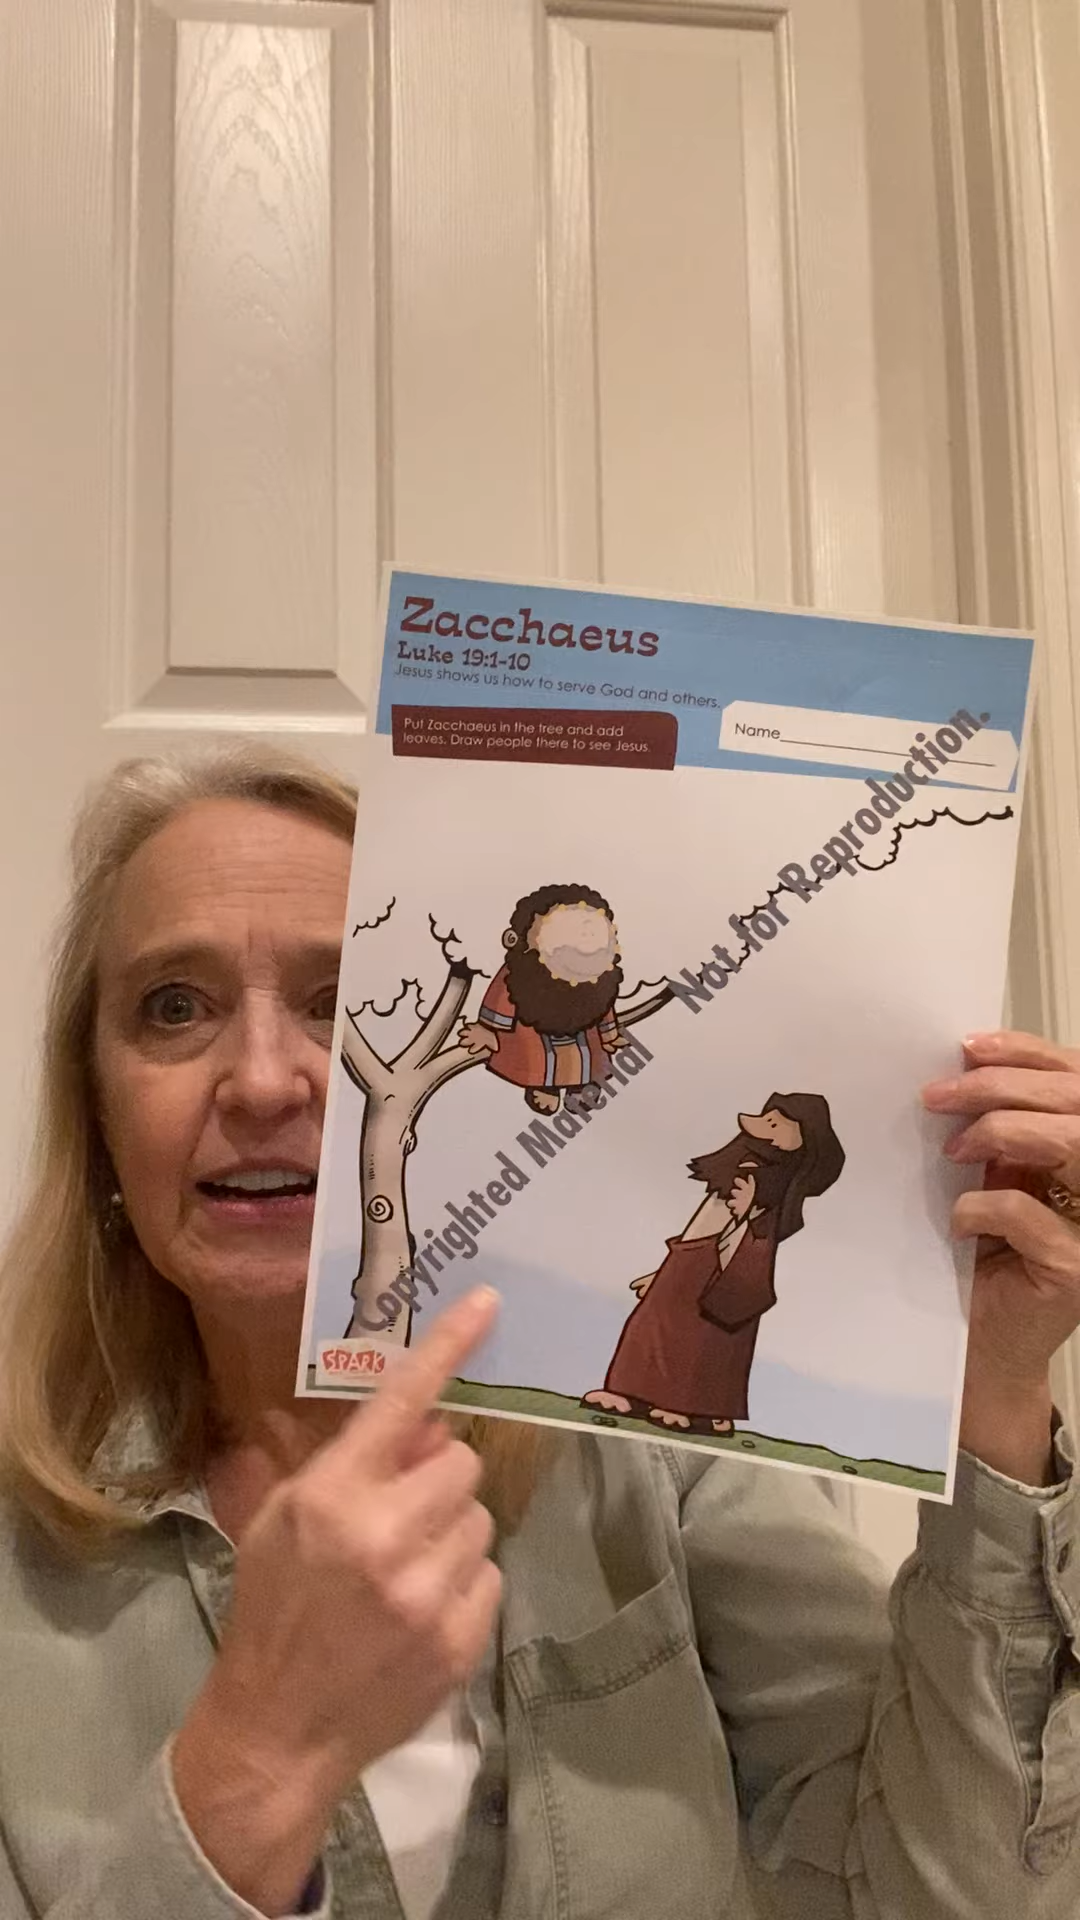 Zacchaeus
Luke 19:1-10
Jesus shows us how to serve God and others.
Put Zacchaeus in the tree and add
leaves. Draw people there to see Jesus.
Name
Copyrighted Material Not for Reproduction.
SPARK